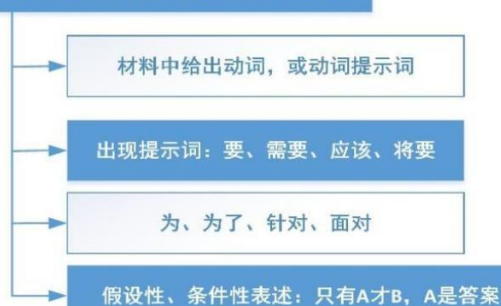 材料中给出动词，或动词提示词
出现提示词：要、需要、应该、将要
为、为了、针对、面对
假设性、条件性表述：只有A才B，A是答案